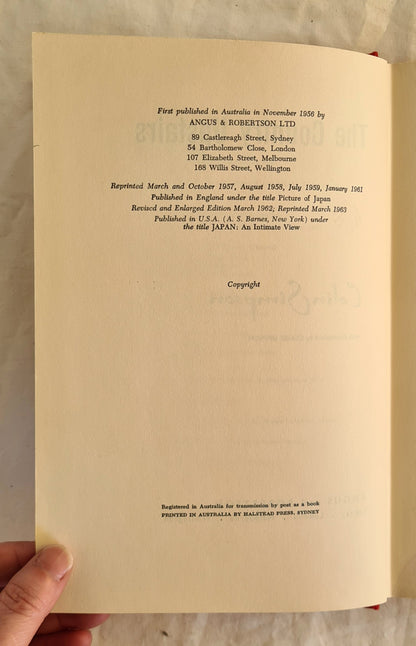 First published in Australia in November 1956 by
ANGUS & ROBERTSON LTD
89 Castlereagh Street, Sydney
54 Bartholomew Close, London
107 Elizabeth Street, Melbourne
168 Willis Street, Wellington
Reprinted March and October 1957, August 1958, July 1959, January 1961
Published in England under the title Picture of Japan
Revised and Enlarged Edition March 1962; Reprinted March 1963
Published in U.S.A. (A. S. Barnes, New York) under
the title JAPAN: An Intimate View
Copyright
Registered in Australia for transmission by post as a book
PRINTED IN AUSTRALIA BY HALSTEAD PRESS, SYDNEY